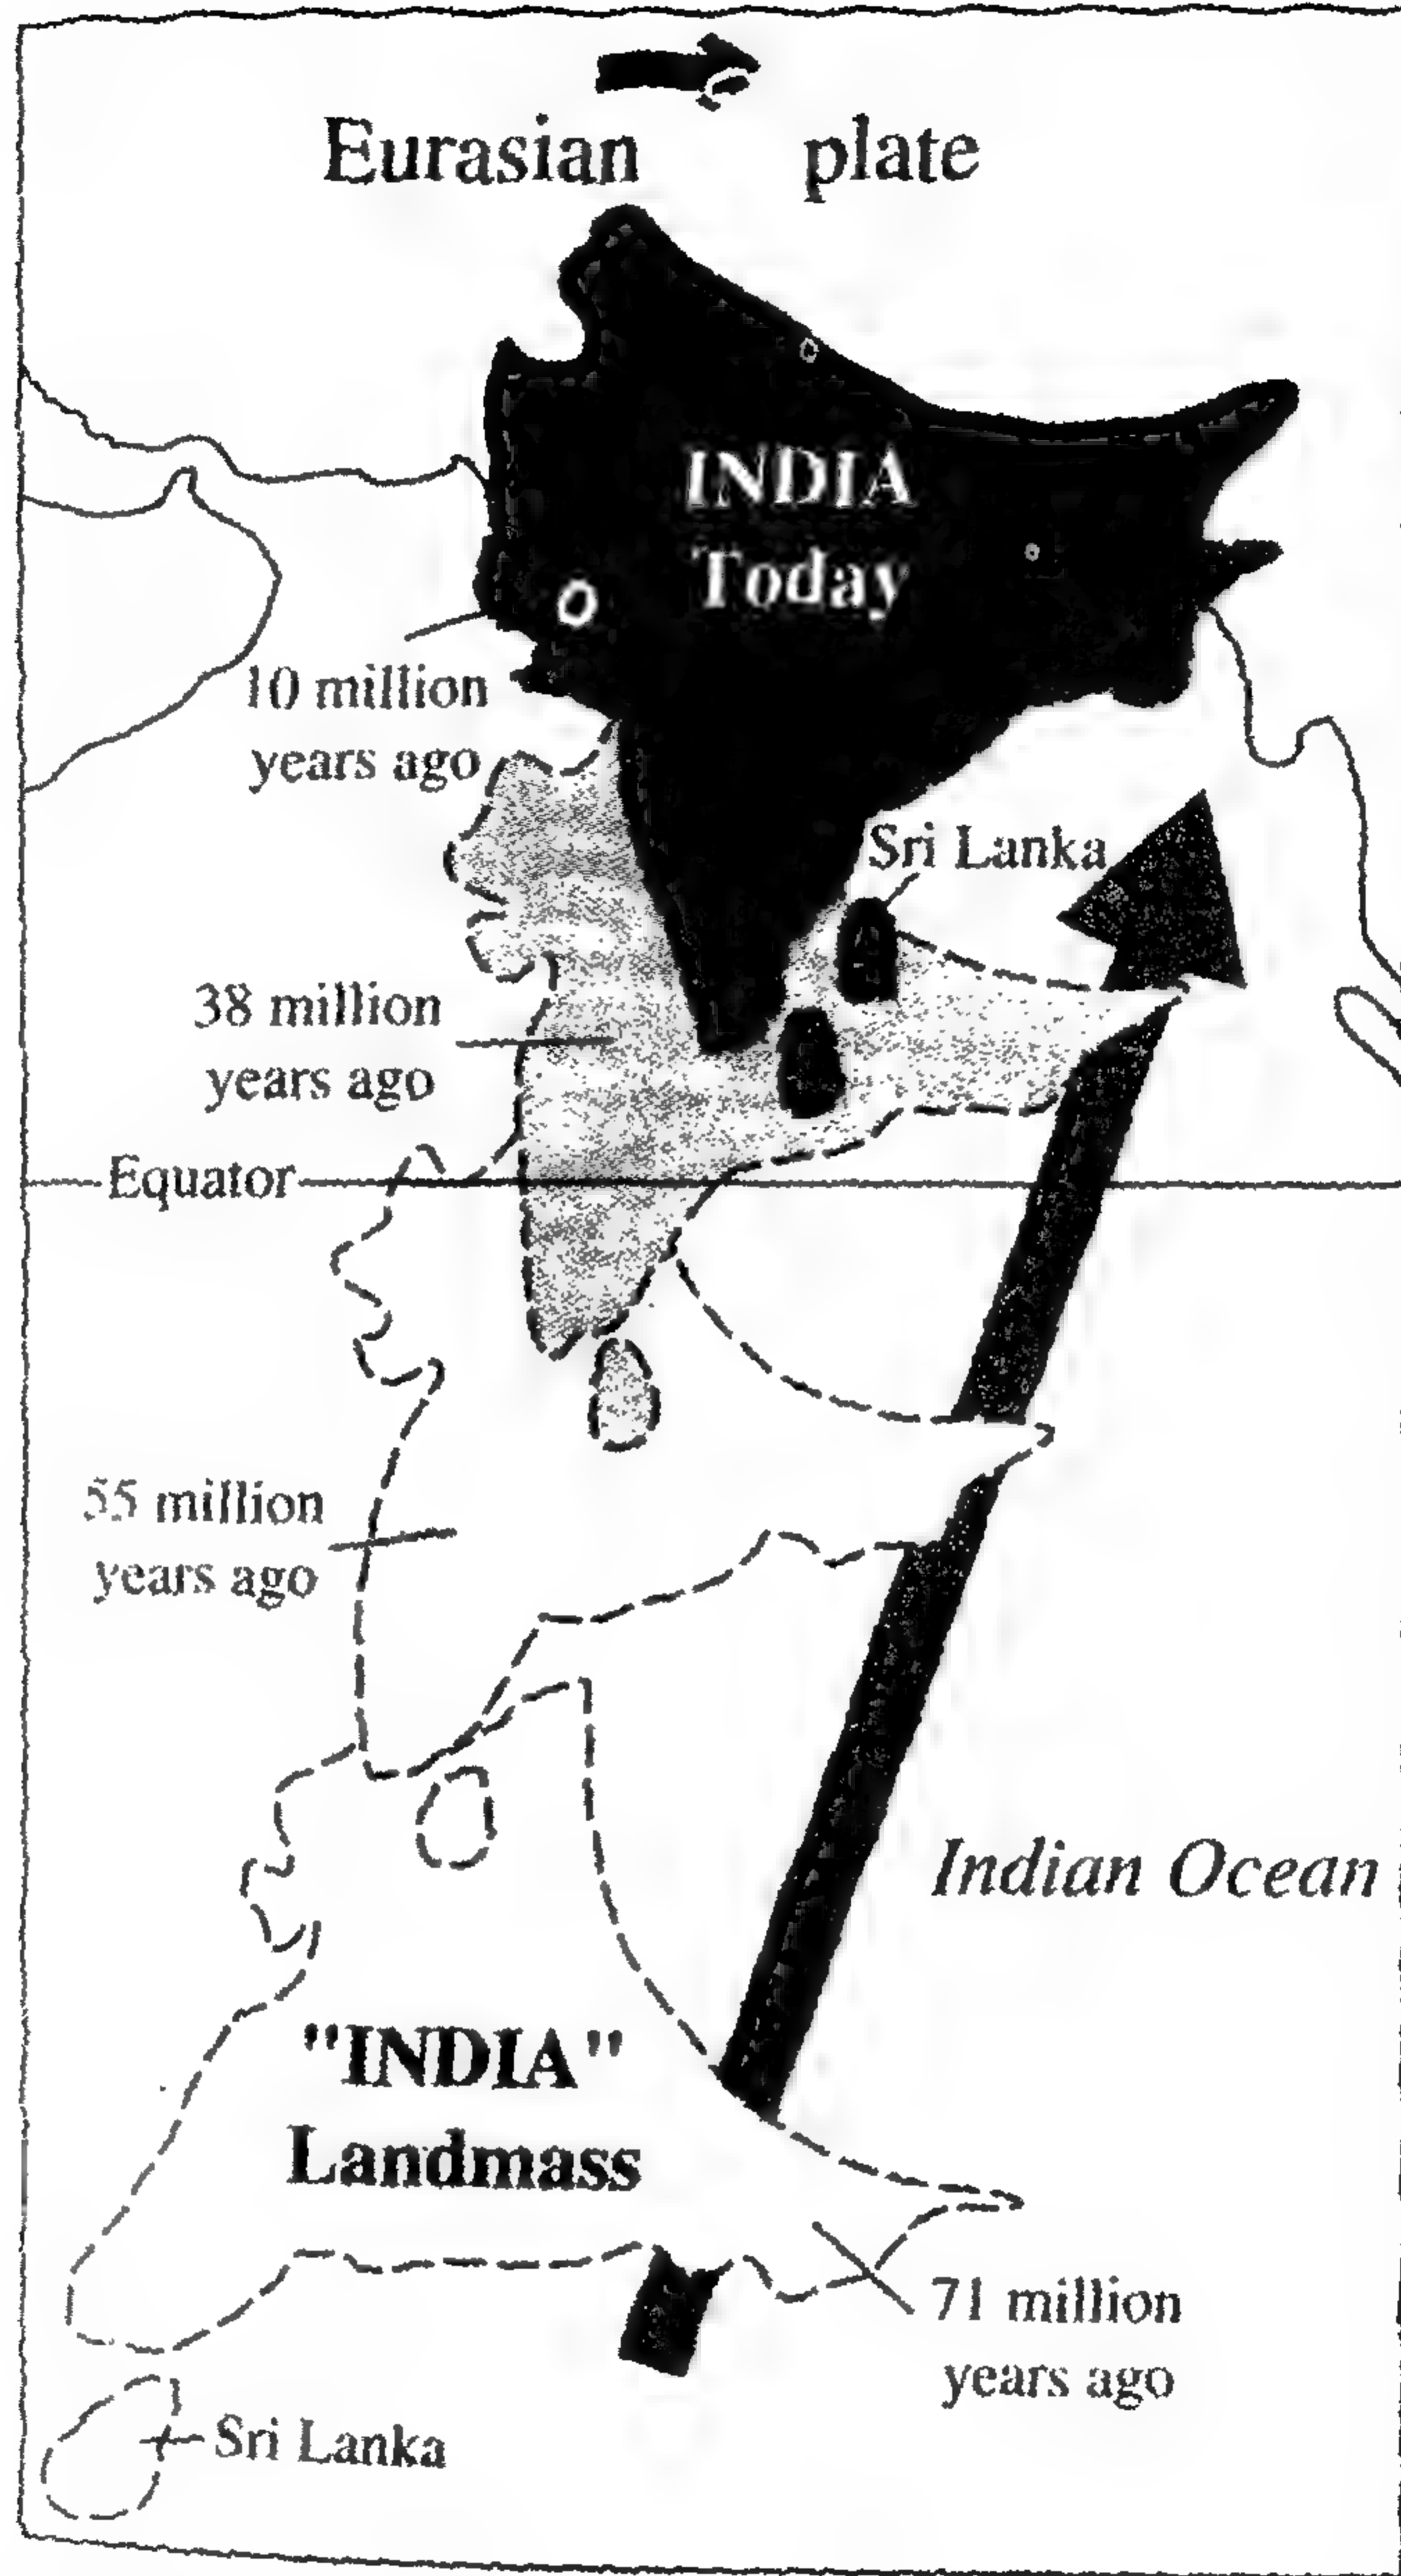 Eurasian plate
INDIA
Today
10 million
years ago
Sri Lanka
38 million
years ago
Equator
55 million
years ago
Indian Ocean
"INDIA"
Landmass
71 million
years ago
Sri Lanka